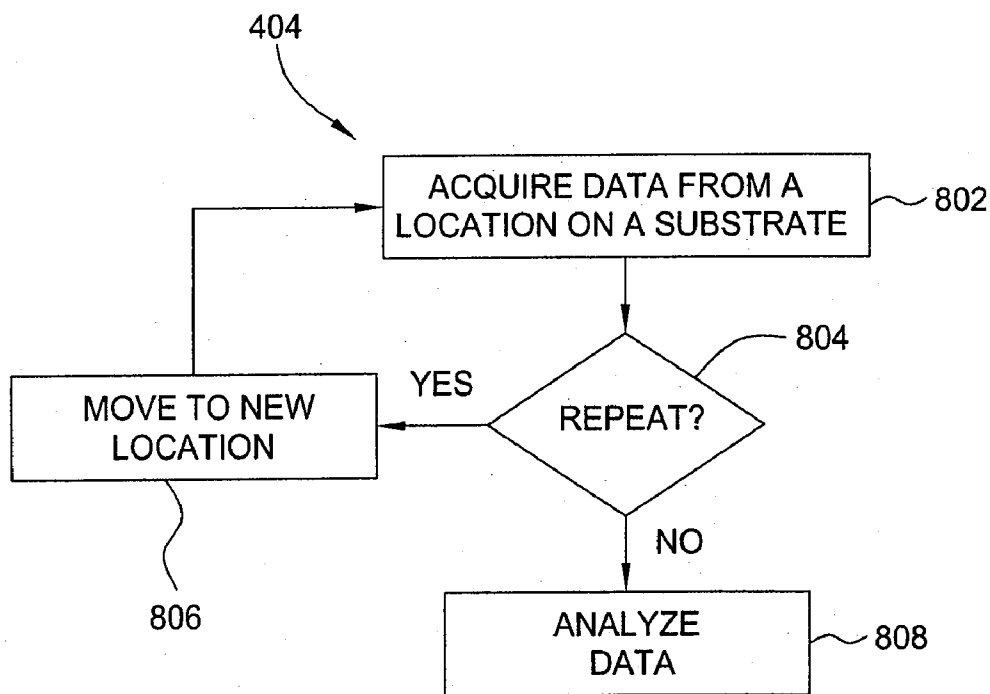 404
ACQUIRE DATA FROM A
LOCATION ON A SUBSTRATE
802
804
YES
REPEAT?
MOVE TO NEW
LOCATION
NO
806
ANALYZE
DATA
808